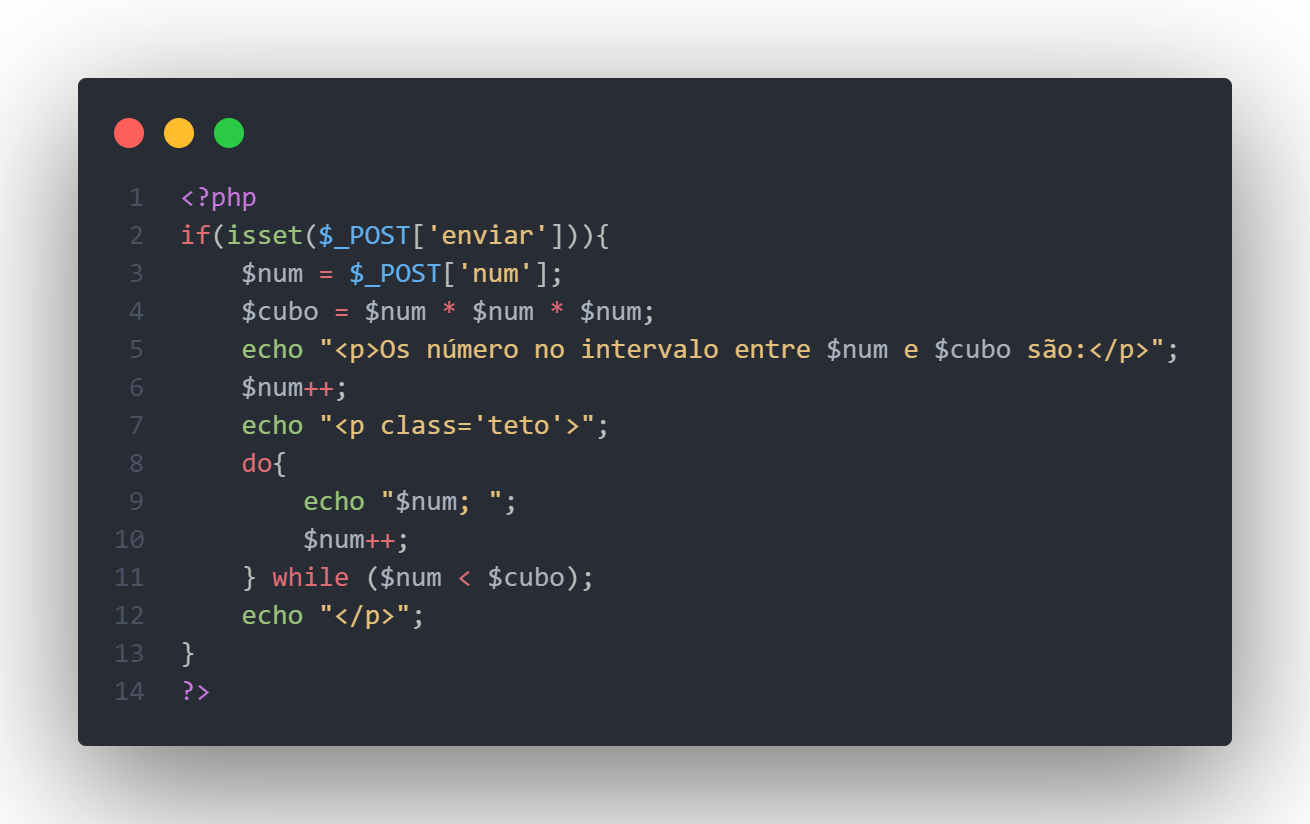 1 <?php
2 if(isset($_POST['enviar'])){
3     $num = $_POST['num'];
4     $cubo = $num * $num * $num;
5     echo "<p>Os número no intervalo entre $num e $cubo são:</p>";
6     $num++;
7     echo "<p class='teto'>";
8     do{
9         echo "$num; ";
10         $num++;
11     } while ($num < $cubo);
12     echo "</p>";
13 }
14 ?>